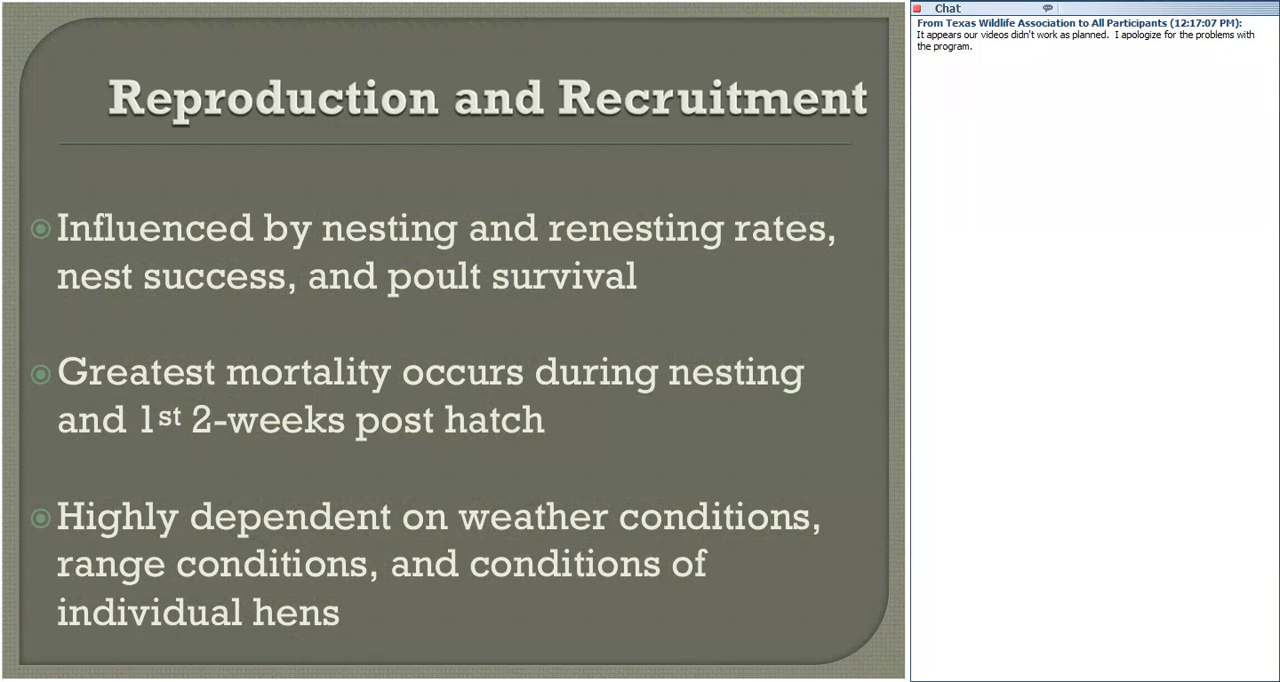 Reproduction and Recruitment
Influenced by nesting and renesting rates,
nest success, and poult survival
Greatest mortality occurs during nesting
and 1st 2-weeks post hatch
Highly dependent on weather conditions,
range conditions, and conditions of
individual hens
Chat
From Texas Wildlife Association to All Participants (12:17:07 PM):
It appears our videos didn't work as planned. I apologize for the problems with
the program.